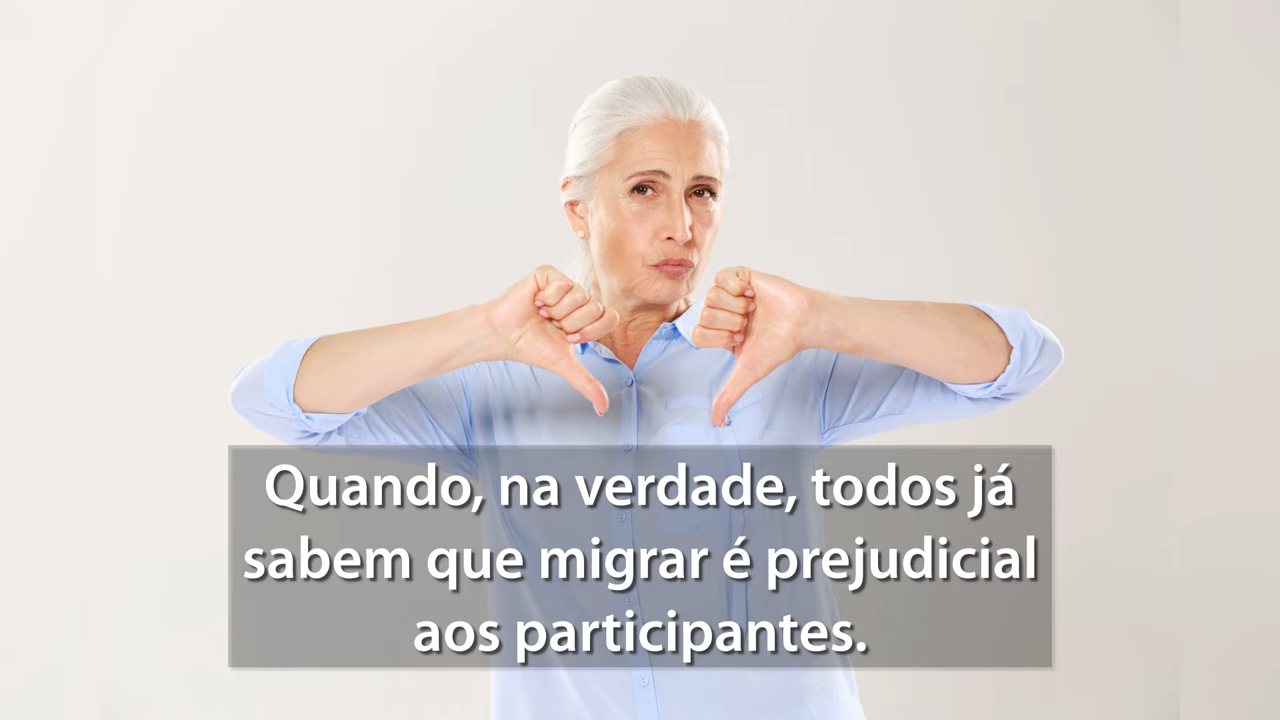 Quando, na verdade, todos já
sabem que migrar é prejudicial
aos participantes.